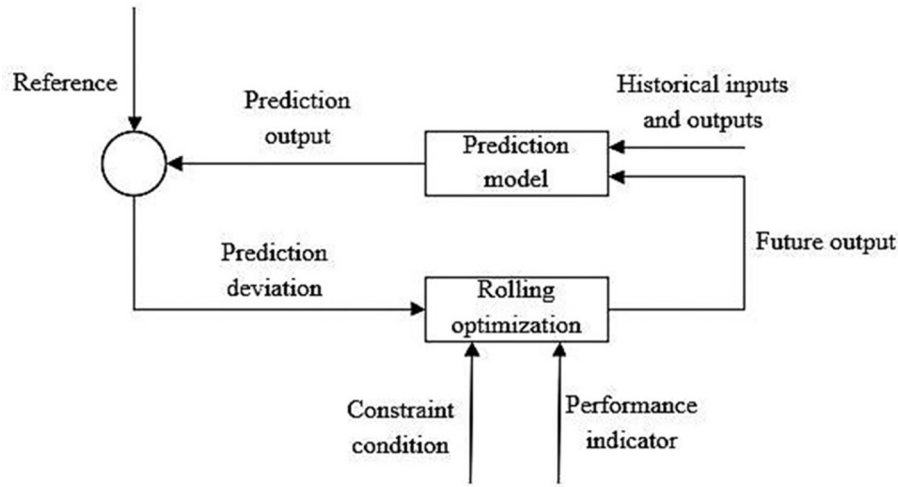 Reference
Prediction
output
Historical inputs
and outputs
Prediction
model
Future output
Prediction
deviation
Rolling
optimization
Constraint
condition
Performance
indicator